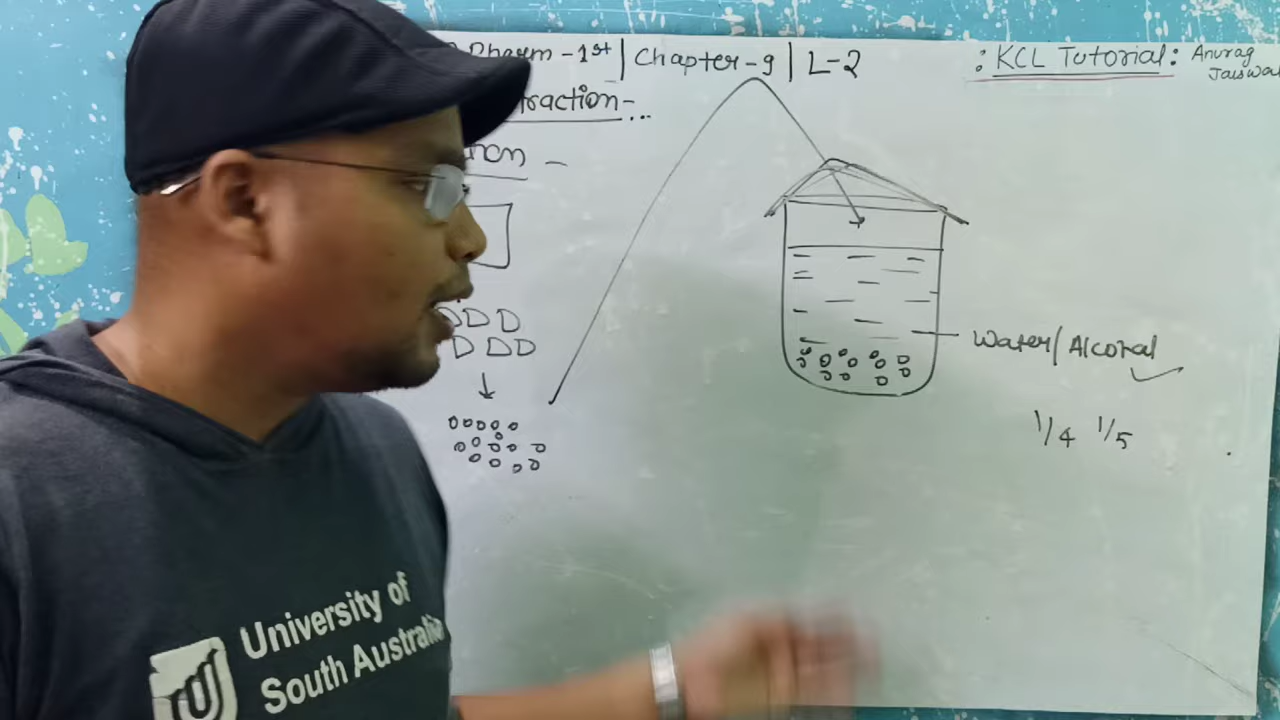 Pharm - 1st | Chapter - 9 | L - 2
: KCL Tutorial : Anurag
Jaiswal
raction - ...
Water / Alcohal
1/4 1/5
University of
South Australia